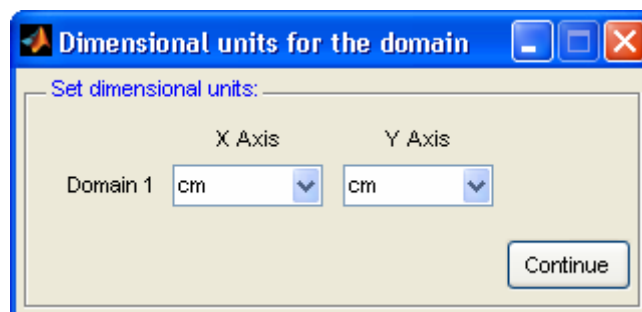 Dimensional units for the domain
Set dimensional units:
X Axis Y Axis
Domain 1 cm cm
Continue